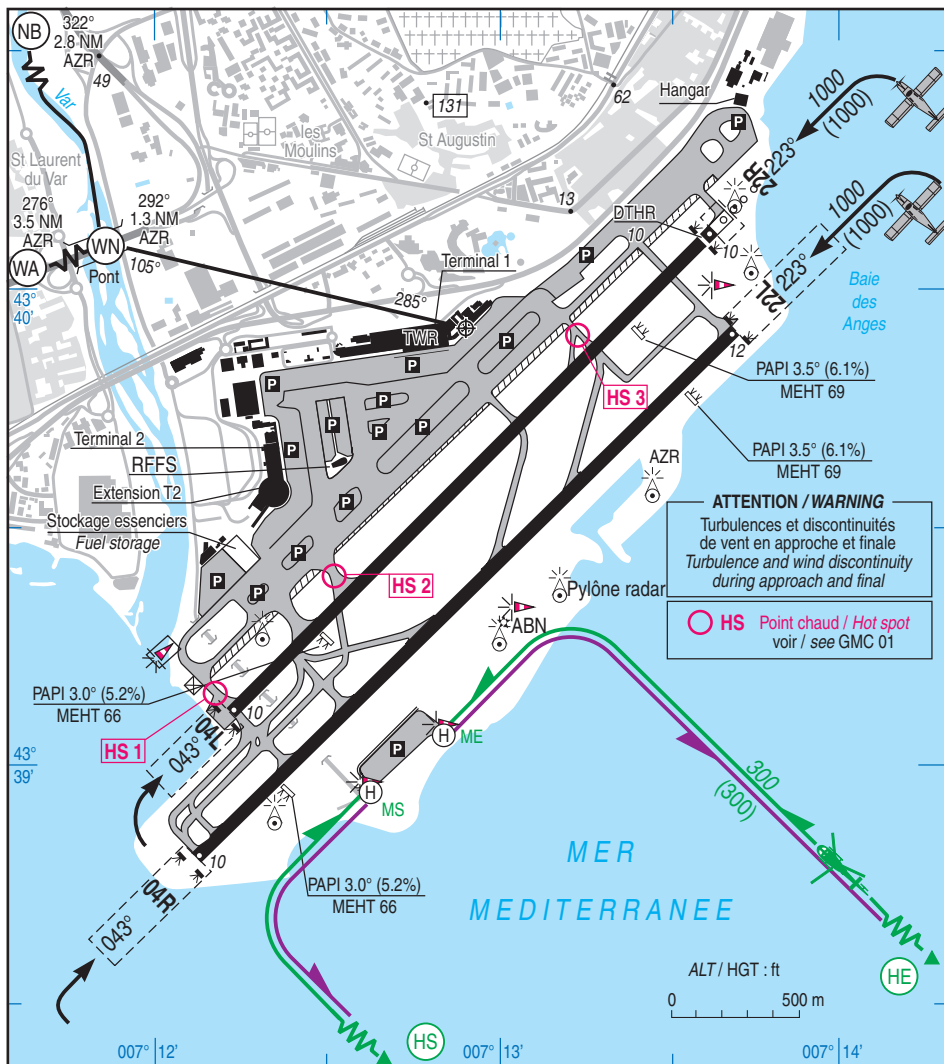 NB
322°
2.8 NM
AZR
49
Var
131
62
Hangar
P
1000
(1000)
les
Moulins
St Augustin
St Laurent
du Var
13
22R 223°
1000
(1000)
276°
3.5 NM
AZR
292°
1.3 NM
AZR
WN
WA
Pont
105°
DTHR
10
10
22L 223°
43°
40'
285°
Terminal 1
TWR
P
P
P
P
Baie
des
Anges
12
HS 3
PAPI 3.5° (6.1%)
MEHT 69
P
P
P
P
P
Terminal 2
RFFS
PAPI 3.5° (6.1%)
MEHT 69
Extension T2
AZR
P
Stockage essenciers
Fuel storage
P
P
P
HS 2
ATTENTION / WARNING
Turbulences et discontinuités
de vent en approche et finale
Turbulence and wind discontinuity
during approach and final
Pylône radar
ABN
HS Point chaud / Hot spot
voir / see GMC 01
PAPI 3.0° (5.2%)
MEHT 66
10
HS 1
04L
043°
H
ME
P
43°
39'
H
MS
300
(300)
10
04R
043°
PAPI 3.0° (5.2%)
MEHT 66
MER
MEDITERRANEE
ALT / HGT : ft
0 500 m
HE
HS
007° 12'
007° 13'
007° 14'